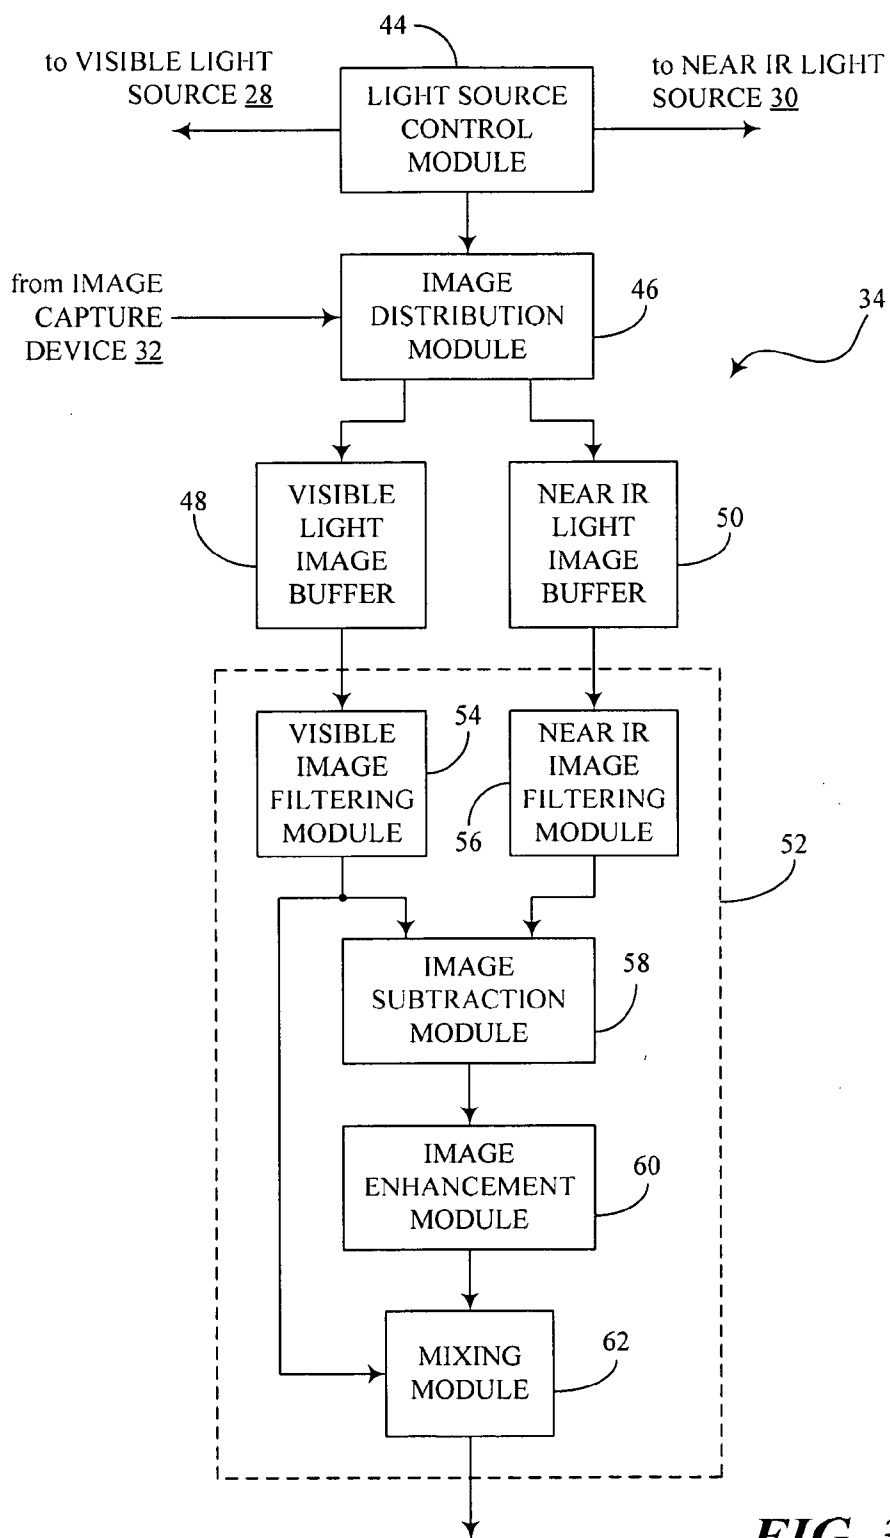 44
to VISIBLE LIGHT
SOURCE 28
LIGHT SOURCE
CONTROL
MODULE
to NEAR IR LIGHT
SOURCE 30
from IMAGE
CAPTURE
DEVICE 32
IMAGE
DISTRIBUTION
MODULE
46
34
48
VISIBLE
LIGHT
IMAGE
BUFFER
NEAR IR
LIGHT
IMAGE
BUFFER
50
VISIBLE
IMAGE
FILTERING
MODULE
54
56
NEAR IR
IMAGE
FILTERING
MODULE
52
IMAGE
SUBTRACTION
MODULE
58
IMAGE
ENHANCEMENT
MODULE
60
MIXING
MODULE
62
FIG.